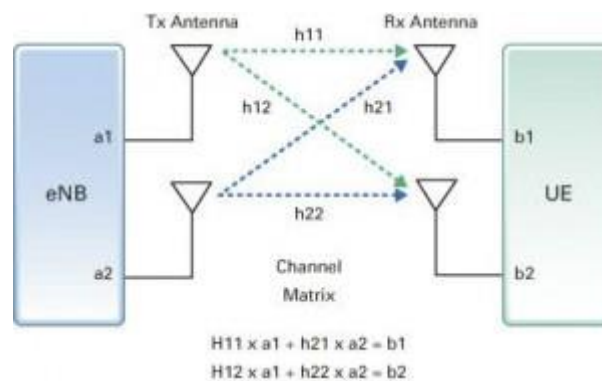 Tx Antenna
Rx Antenna
h11
h12
h21
a1
b1
eNB
UE
h22
a2
b2
Channel
Matrix
H11 x a1 + h21 x a2 = b1
H12 x a1 + h22 x a2 = b2